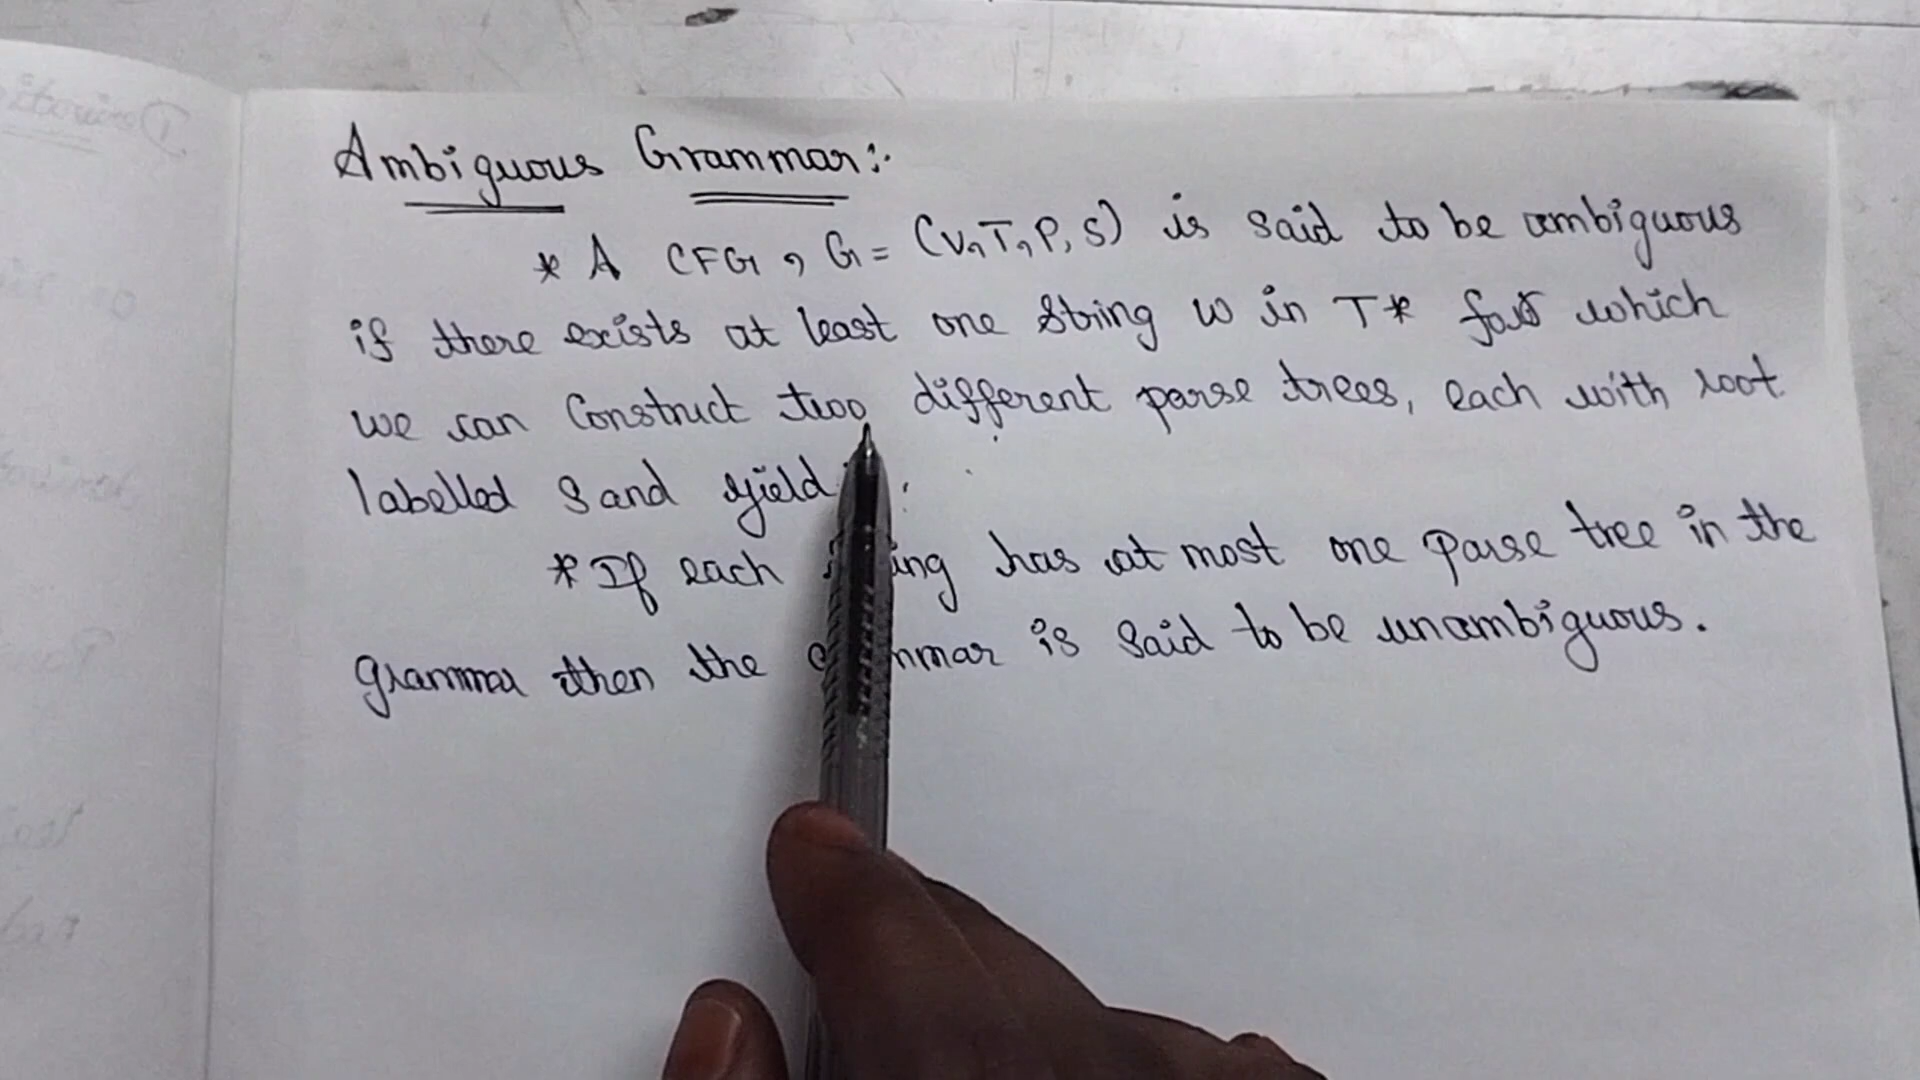 Ambiguous Grammar:-
* A CFG, G = (V, T, P, S) is said to be ambiguous
if there exists at least one string w in T* for which
we can construct two different parse trees, each with root
labelled S and yield
* If each has at most one parse tree in the
gramma then the is said to be unambiguous.